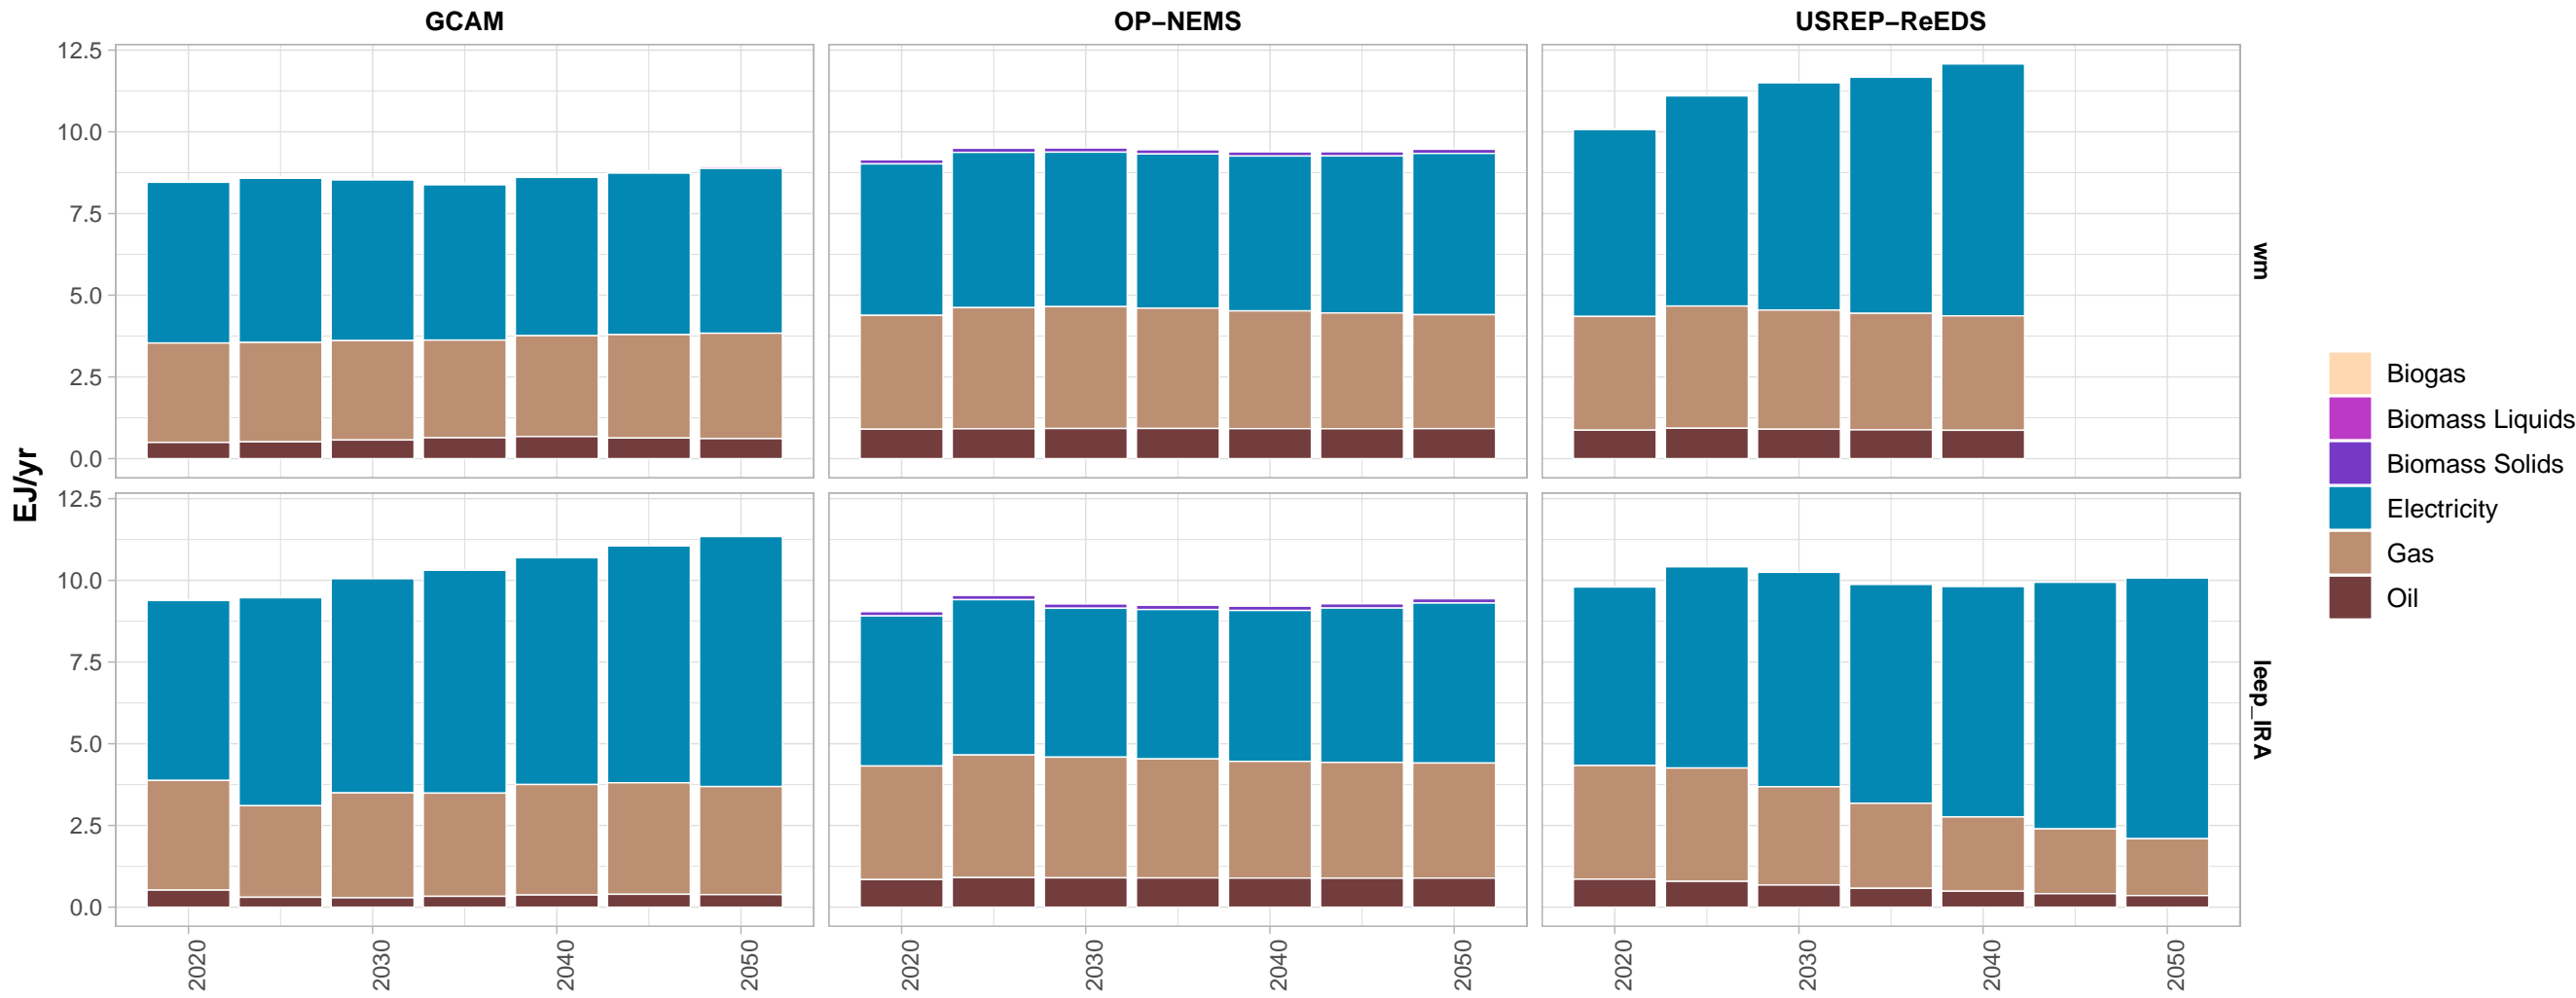 GCAM
OP−NEMS
USREP−ReEDS
12.5
10.0
7.5
5.0
2.5
0.0
wm
12.5
10.0
7.5
5.0
2.5
0.0
leep_IRA
EJ/yr
2020
2030
2040
2050
2020
2030
2040
2050
2020
2030
2040
2050
Biogas
Biomass Liquids
Biomass Solids
Electricity
Gas
Oil